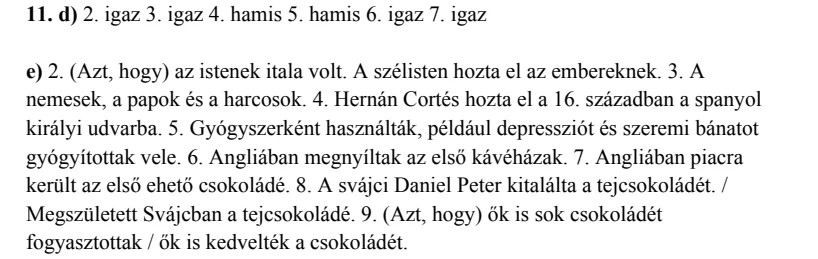 11. d) 2. igaz 3. igaz 4. hamis 5. hamis 6. igaz 7. igaz
e) 2. (Azt, hogy) az istenek itala volt. A szélisten hozta el az embereknek. 3. A
nemesek, a papok és a harcosok. 4. Hernán Cortés hozta el a 16. században a spanyol
királyi udvarba. 5. Gyógyszerként használták, például depressziót és szeremi bánatot
gyógyítottak vele. 6. Angliában megnyíltak az első kávéházak. 7. Angliában piacra
került az első ehető csokoládé. 8. A svájci Daniel Peter kitalálta a tejcsokoládét. /
Megszületett Svájcban a tejcsokoládé. 9. (Azt, hogy) ők is sok csokoládét
fogyasztottak / ők is kedvelték a csokoládét.